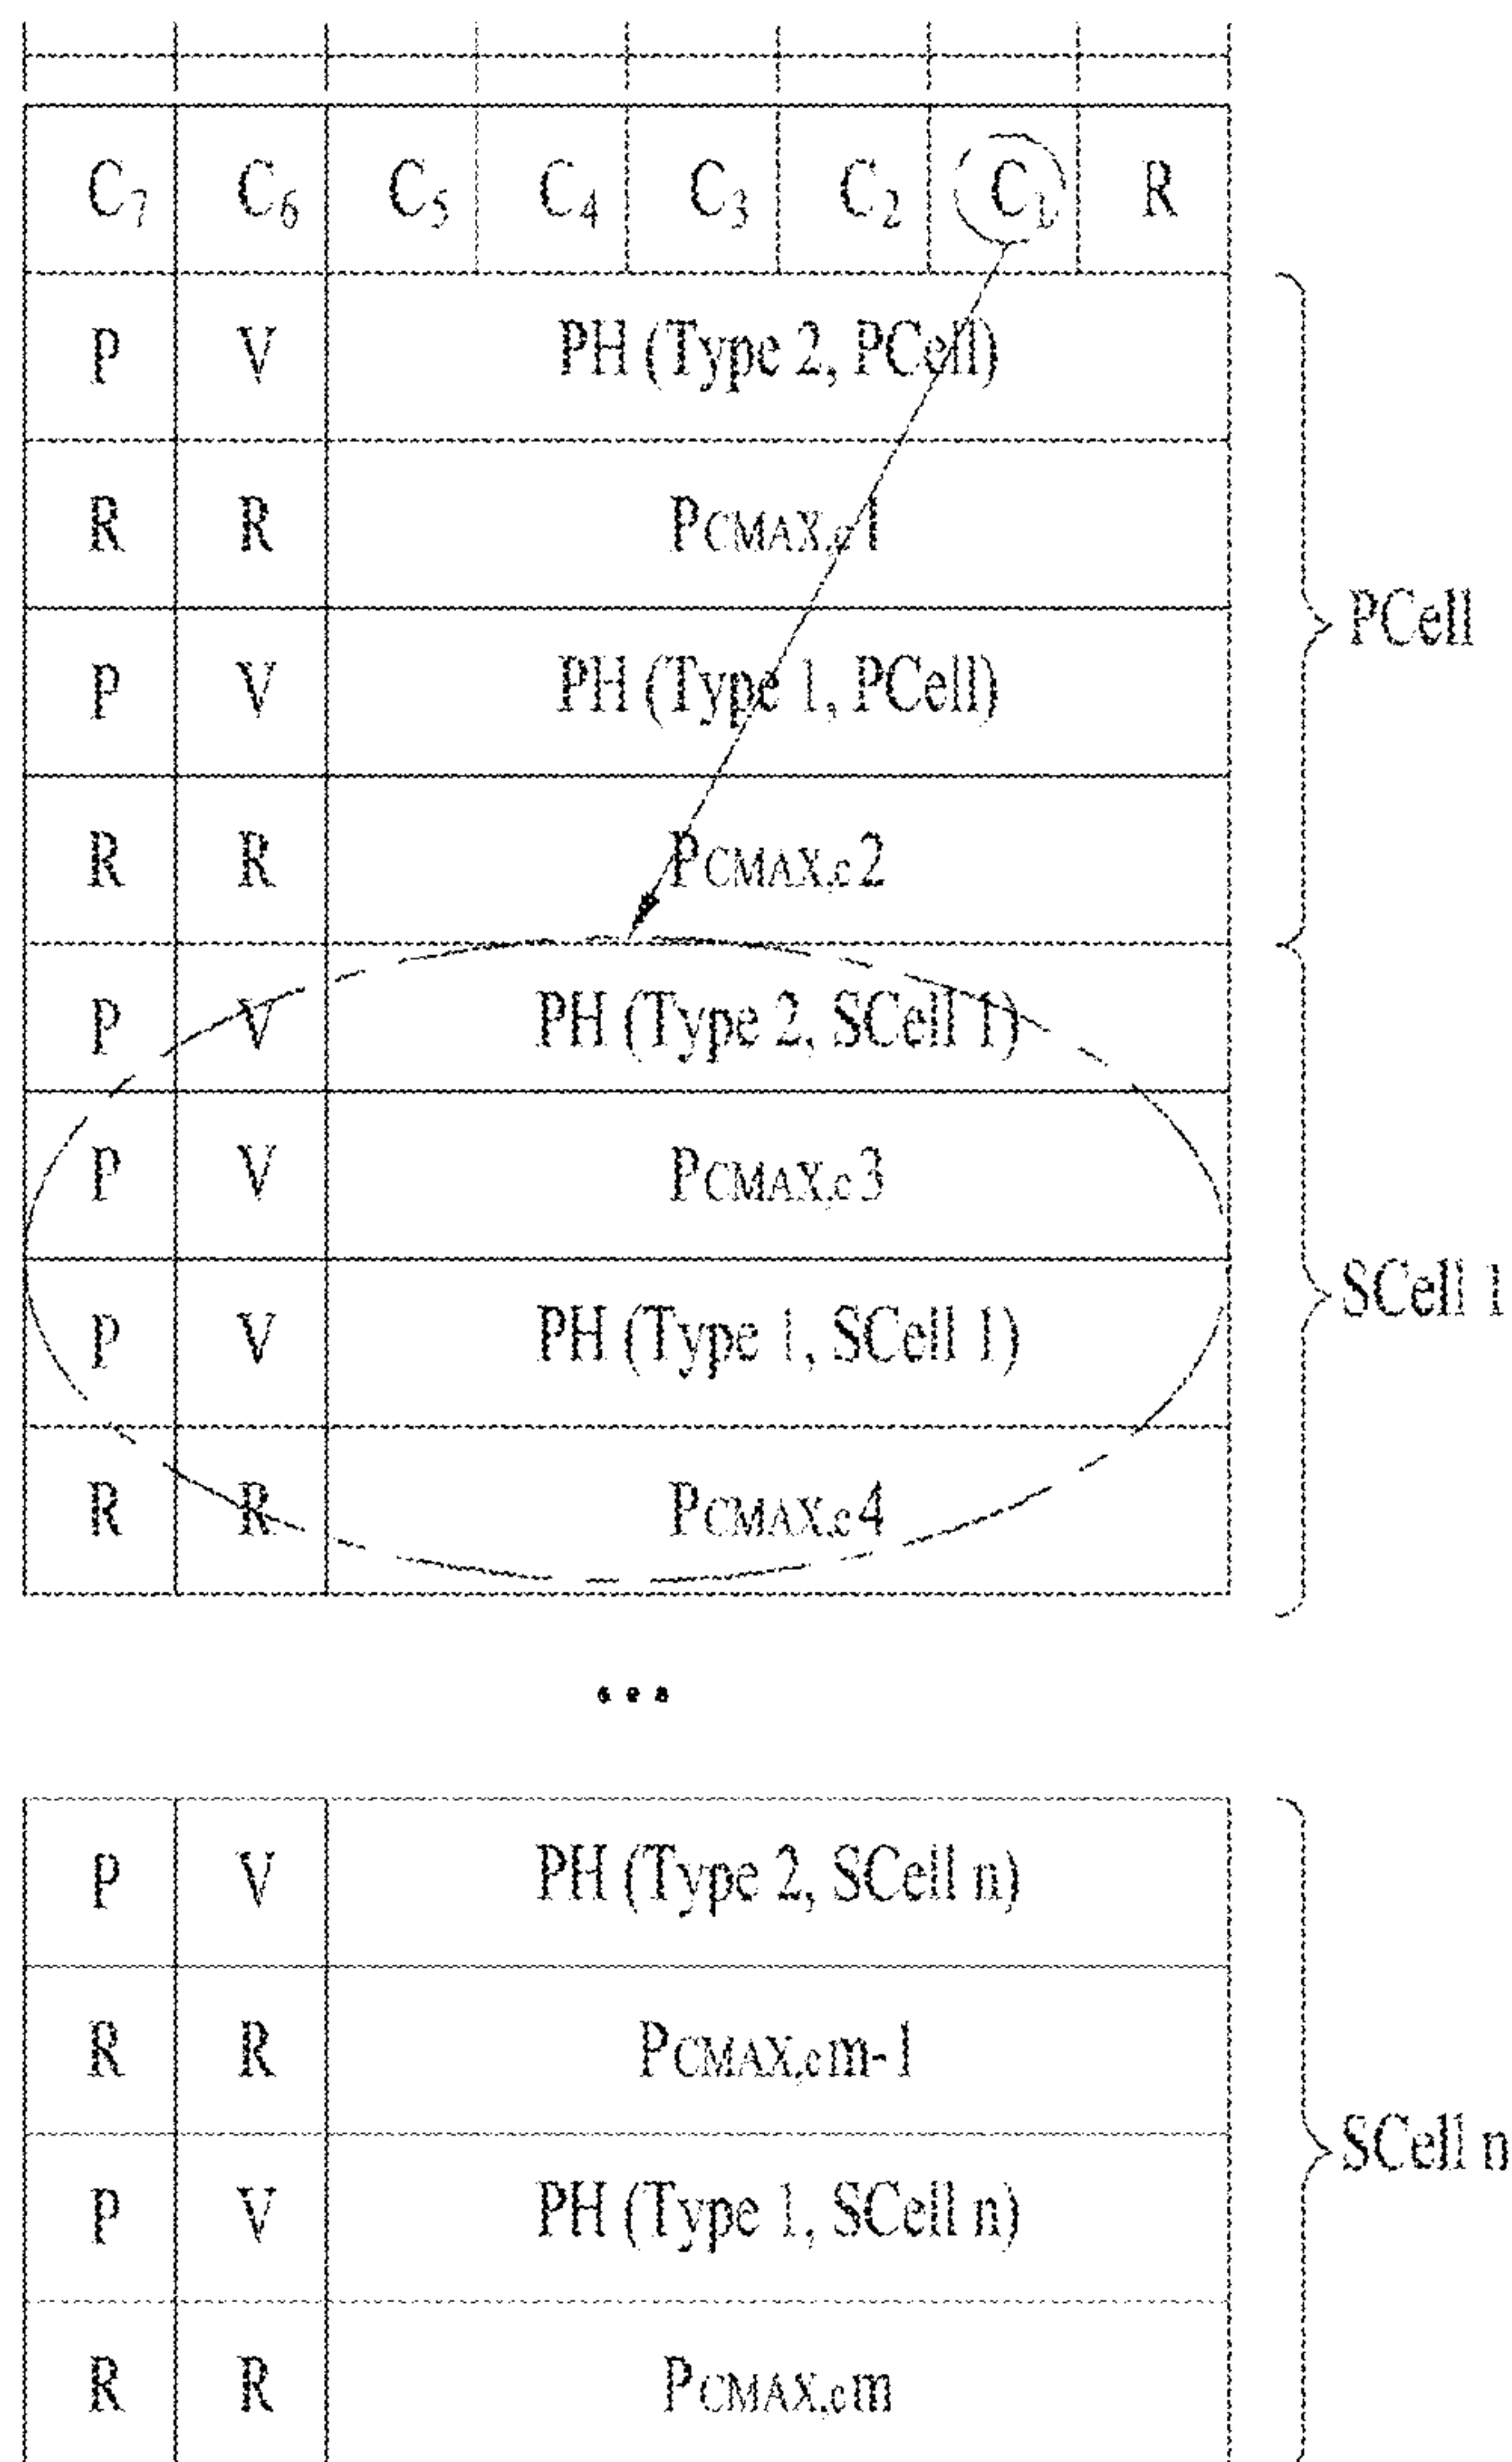 C7 C6 C5 C4 C3 C2 C1 R
P V PH (Type 2, PCell)
R R PCMAX,c1
P V PH (Type 1, PCell)
R R PCMAX,c2
PCell
P V PH (Type 2, SCell 1)
P V PCMAX,c3
P V PH (Type 1, SCell 1)
R R PCMAX,c4
SCell 1
...
P V PH (Type 2, SCell n)
R R PCMAX,cm-1
P V PH (Type 1, SCell n)
R R PCMAX,cm
SCell n